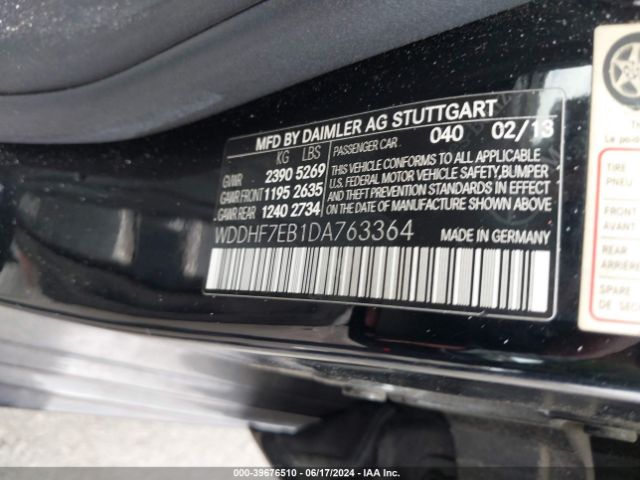 MFD BY DAIMLER AG STUTTGART
KG LBS PASSENGER CAR 040 02/13
GVWR 2390 5269
GAWR FRONT 1195 2635
GAWR REAR 1240 2734
THIS VEHICLE CONFORMS TO ALL APPLICABLE
U.S. FEDERAL MOTOR VEHICLE SAFETY,BUMPER
AND THEFT PREVENTION STANDARDS IN EFFECT
ON THE DATE OF MANUFACTURE SHOWN ABOVE
WDDHF7EB1DA763364 MADE IN GERMANY
TIRE
PNEU
FRONT
AVANT
REAR
ARRIÈRE
SPARE
DE
000-39676510 - 06/17/2024 - IAA Inc.